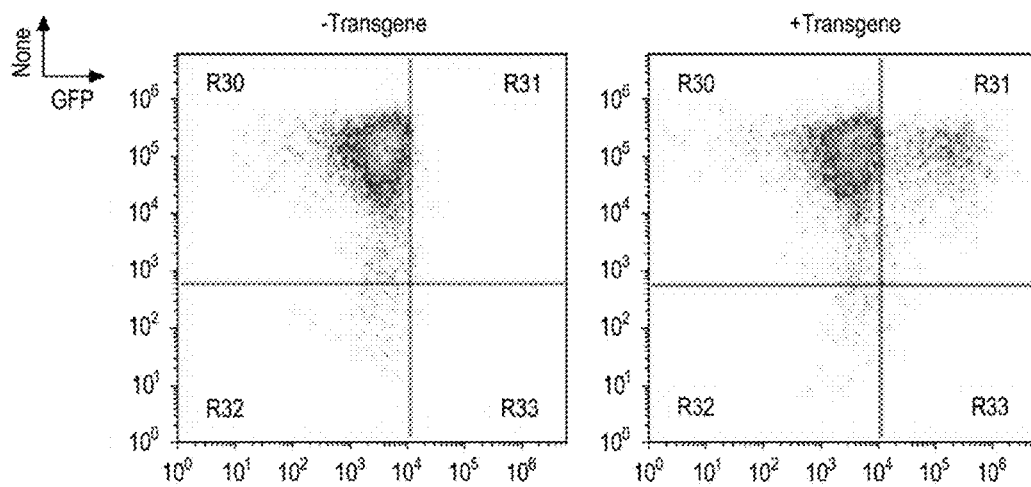 -Transgene
+Transgene
None
GFP
R30
R31
R32
R33
10⁶
10⁵
10⁴
10³
10²
10¹
10⁰
10⁰ 10¹ 10² 10³ 10⁴ 10⁵ 10⁶
R30
R31
R32
R33
10⁶
10⁵
10⁴
10³
10²
10¹
10⁰
10⁰ 10¹ 10² 10³ 10⁴ 10⁵ 10⁶